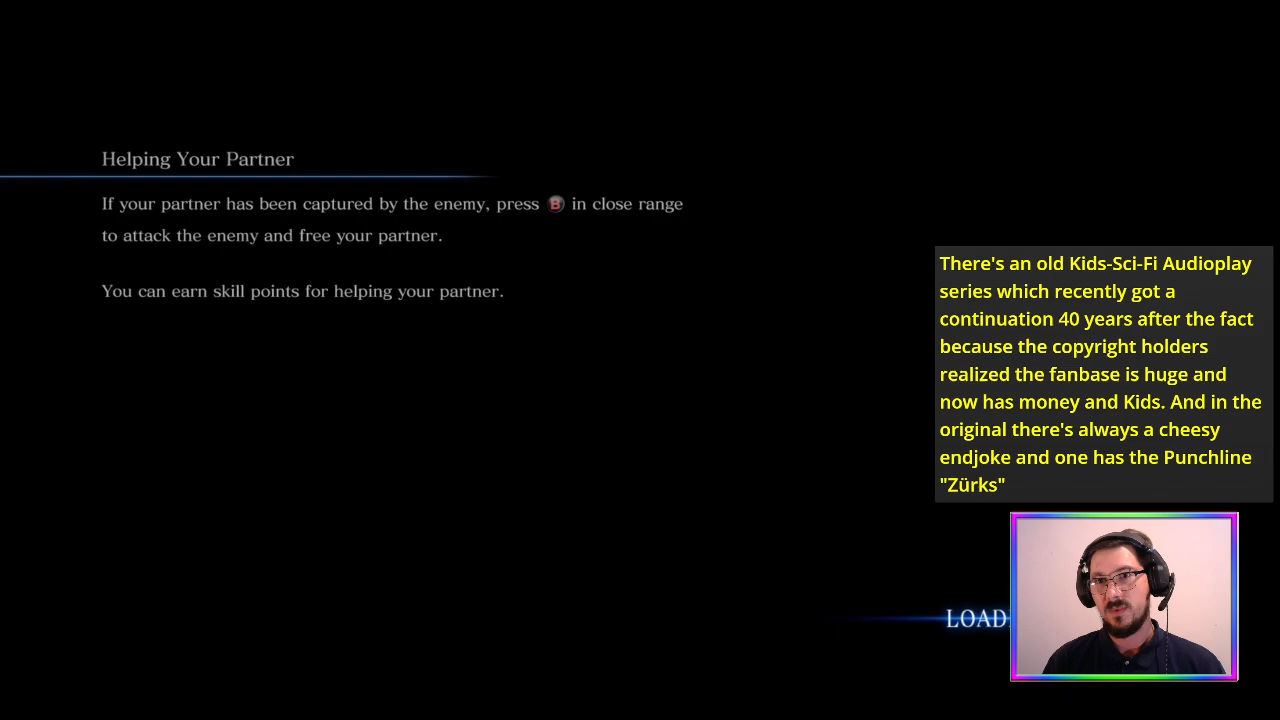 Helping Your Partner
If your partner has been captured by the enemy, press B in close range
to attack the enemy and free your partner.
You can earn skill points for helping your partner.
There's an old Kids-Sci-Fi Audioplay
series which recently got a
continuation 40 years after the fact
because the copyright holders
realized the fanbase is huge and
now has money and Kids. And in the
original there's always a cheesy
endjoke and one has the Punchline
"Zürks"
LOAD